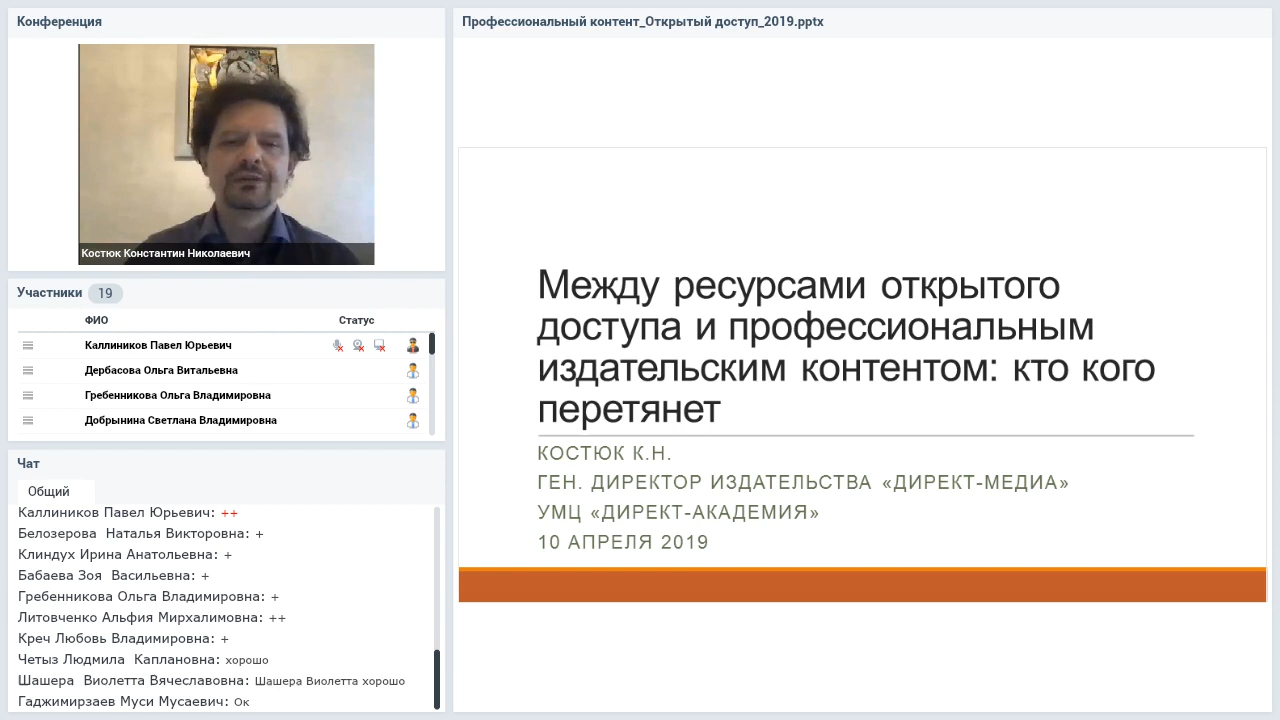 Конференция
Костюк Константин Николаевич
Участники 19
ФИО Статус
Каллиников Павел Юрьевич
Дербасова Ольга Витальевна
Гребенникова Ольга Владимировна
Добрынина Светлана Владимировна
Чат
Общий
Каллиников Павел Юрьевич: ++
Белозерова Наталья Викторовна: +
Клиндух Ирина Анатольевна: +
Бабаева Зоя Васильевна: +
Гребенникова Ольга Владимировна: +
Литовченко Альфия Мирхалимовна: ++
Креч Любовь Владимировна: +
Четыз Людмила Каплановна: хорошо
Шашера Виолетта Вячеславовна: Шашера Виолетта хорошо
Гаджимирзаев Муси Мусаевич: Ок
Профессиональный контент_Открытый доступ_2019.pptx
Между ресурсами открытого
доступа и профессиональным
издательским контентом: кто кого
перетянет
КОСТЮК К.Н.
ГЕН. ДИРЕКТОР ИЗДАТЕЛЬСТВА «ДИРЕКТ-МЕДИА»
УМЦ «ДИРЕКТ-АКАДЕМИЯ»
10 АПРЕЛЯ 2019